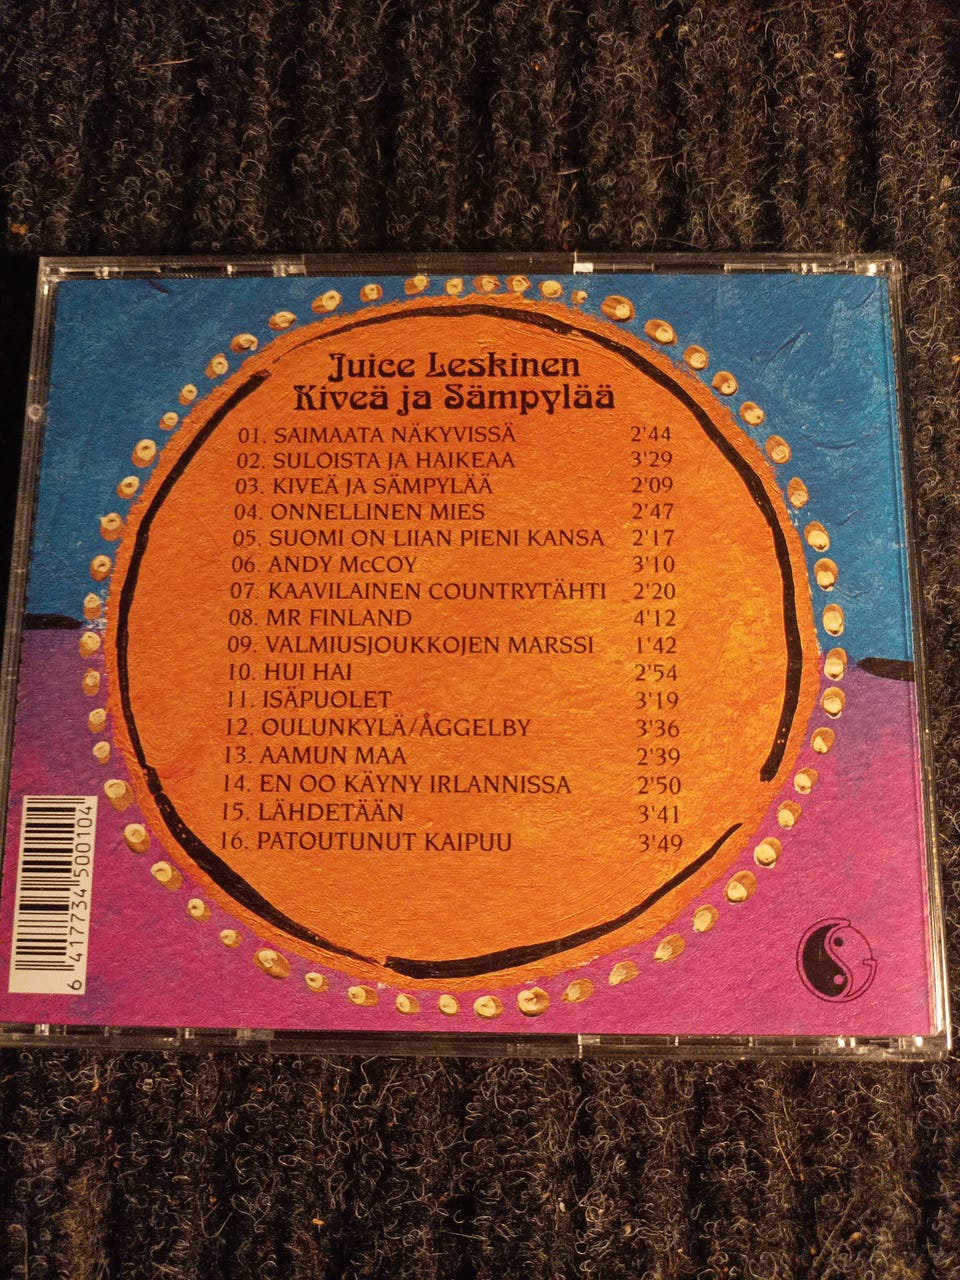 Juice Leskinen
Kiveä ja Sämpylää
01. SAIMAATA NÄKYVISSÄ 2'44
02. SULOISTA JA HAIKEAA 3'29
03. KIVEÄ JA SÄMPYLÄÄ 2'09
04. ONNELLINEN MIES 2'47
05. SUOMI ON LIIAN PIENI KANSA 2'17
06. ANDY McCOY 3'10
07. KAAVILAINEN COUNTRYTÄHTI 2'20
08. MR FINLAND 4'12
09. VALMIUSJOUKKOJEN MARSSI 1'42
10. HUI HAI 2'54
11. ISÄPUOLET 3'19
12. OULUNKYLÄ/ÅGGELBY 3'36
13. AAMUN MAA 2'39
14. EN OO KÄYNY IRLANNISSA 2'50
15. LÄHDETÄÄN 3'41
16. PATOUTUNUT KAIPUU 3'49
6 417734 500104